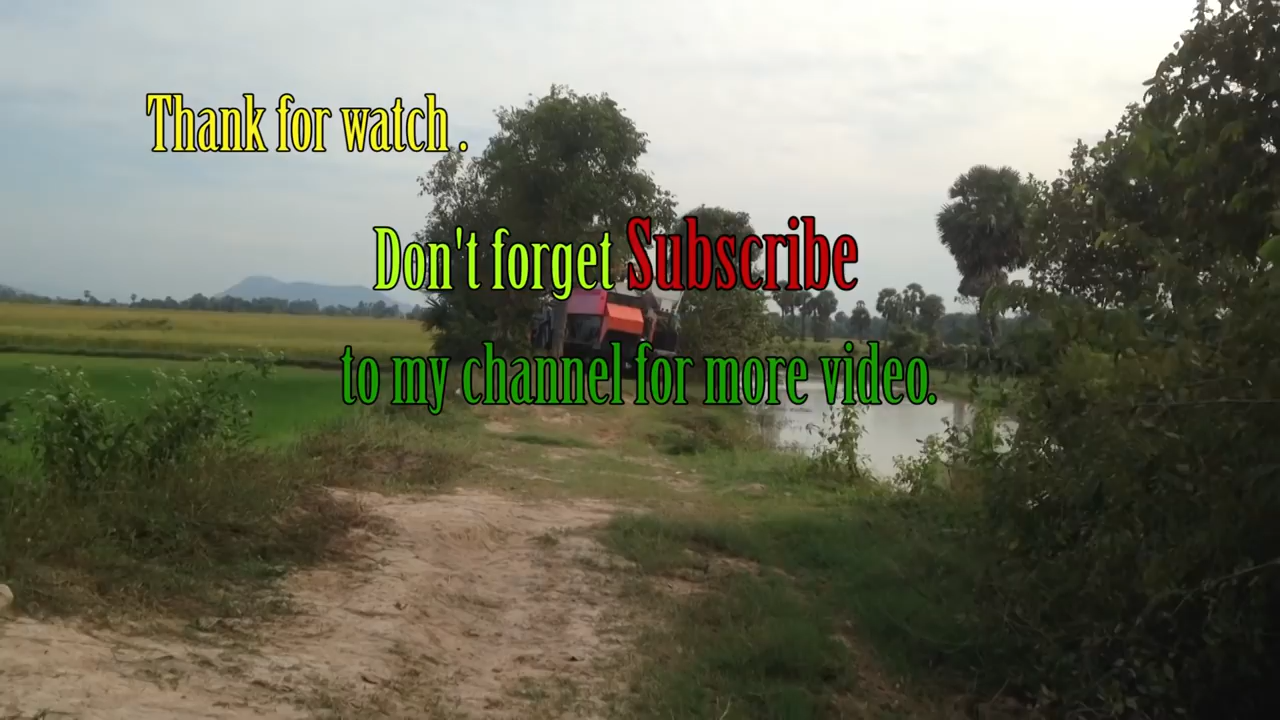 Thank for watch .
Don't forget Subscribe
to my channel for more video.